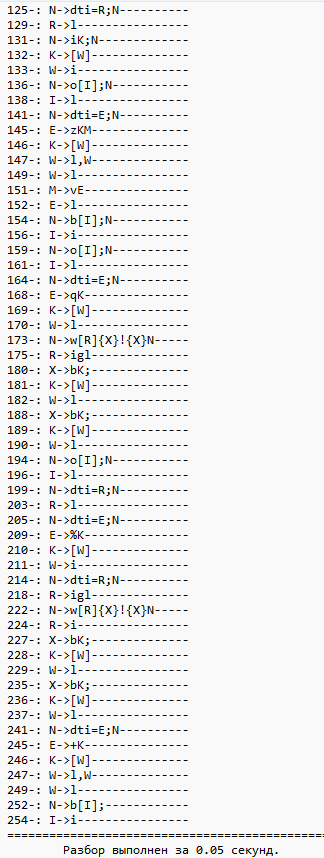 125-: N->dti=R;N----------
129-: R->l----------------
131-: N->iK;N-------------
132-: K->[W]--------------
133-: W->i----------------
136-: N->o[I];N-----------
138-: I->l----------------
141-: N->dti=E;N----------
145-: E->zKM--------------
146-: K->[W]--------------
147-: W->l,W--------------
149-: W->l----------------
151-: M->vE---------------
152-: E->l----------------
154-: N->b[I];N-----------
156-: I->i----------------
159-: N->o[I];N-----------
161-: I->l----------------
164-: N->dti=E;N----------
168-: E->qK---------------
169-: K->[W]--------------
170-: W->l----------------
173-: N->w[R]{X}!{X}N-----
175-: R->igl--------------
180-: X->bK;--------------
181-: K->[W]--------------
182-: W->l----------------
188-: X->bK;--------------
189-: K->[W]--------------
190-: W->l----------------
194-: N->o[I];N-----------
196-: I->l----------------
199-: N->dti=R;N----------
203-: R->l----------------
205-: N->dti=E;N----------
209-: E->%K---------------
210-: K->[W]--------------
211-: W->i----------------
214-: N->dti=R;N----------
218-: R->igl--------------
222-: N->w[R]{X}!{X}N-----
224-: R->i----------------
227-: X->bK;--------------
228-: K->[W]--------------
229-: W->l----------------
235-: X->bK;--------------
236-: K->[W]--------------
237-: W->l----------------
241-: N->dti=E;N----------
245-: E->+K---------------
246-: K->[W]--------------
247-: W->l,W--------------
249-: W->l----------------
252-: N->b[I];------------
254-: I->i----------------
==============================================
Разбор выполнен за 0.05 секунд.